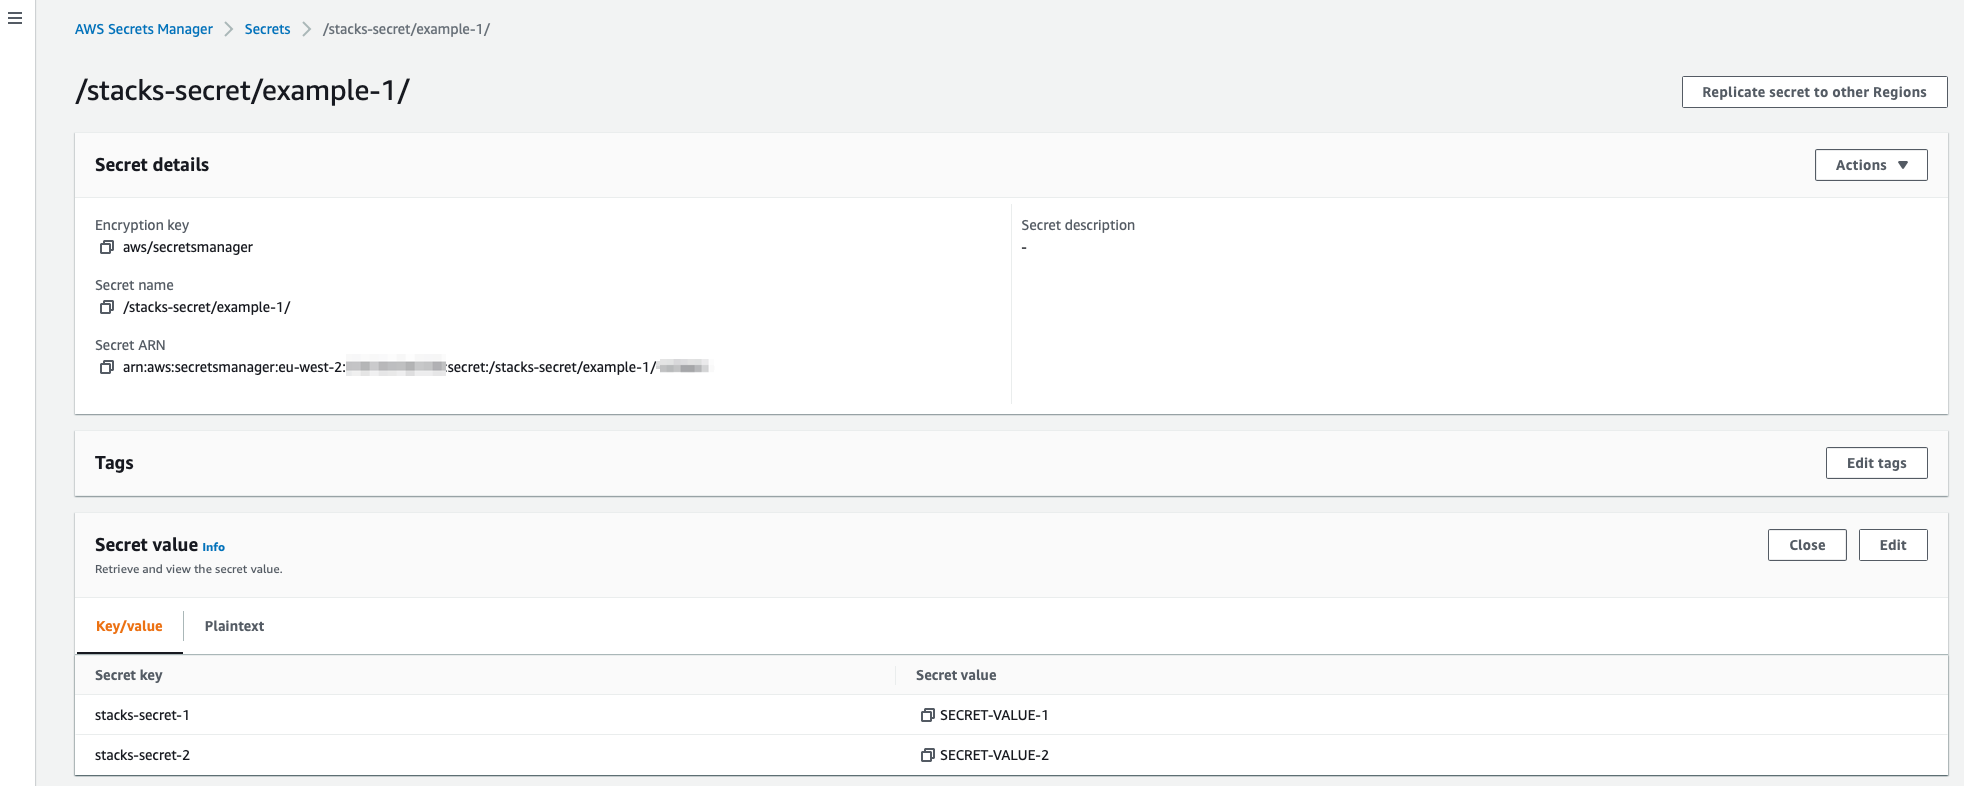 AWS Secrets Manager > Secrets > /stacks-secret/example-1/
/stacks-secret/example-1/
Replicate secret to other Regions
Secret details
Actions
Encryption key
aws/secretsmanager
Secret name
/stacks-secret/example-1/
Secret ARN
arn:aws:secretsmanager:eu-west-2: :secret:/stacks-secret/example-1/
Secret description
-
Tags
Edit tags
Secret value Info
Retrieve and view the secret value.
Close
Edit
Key/value
Plaintext
Secret key
Secret value
stacks-secret-1
SECRET-VALUE-1
stacks-secret-2
SECRET-VALUE-2